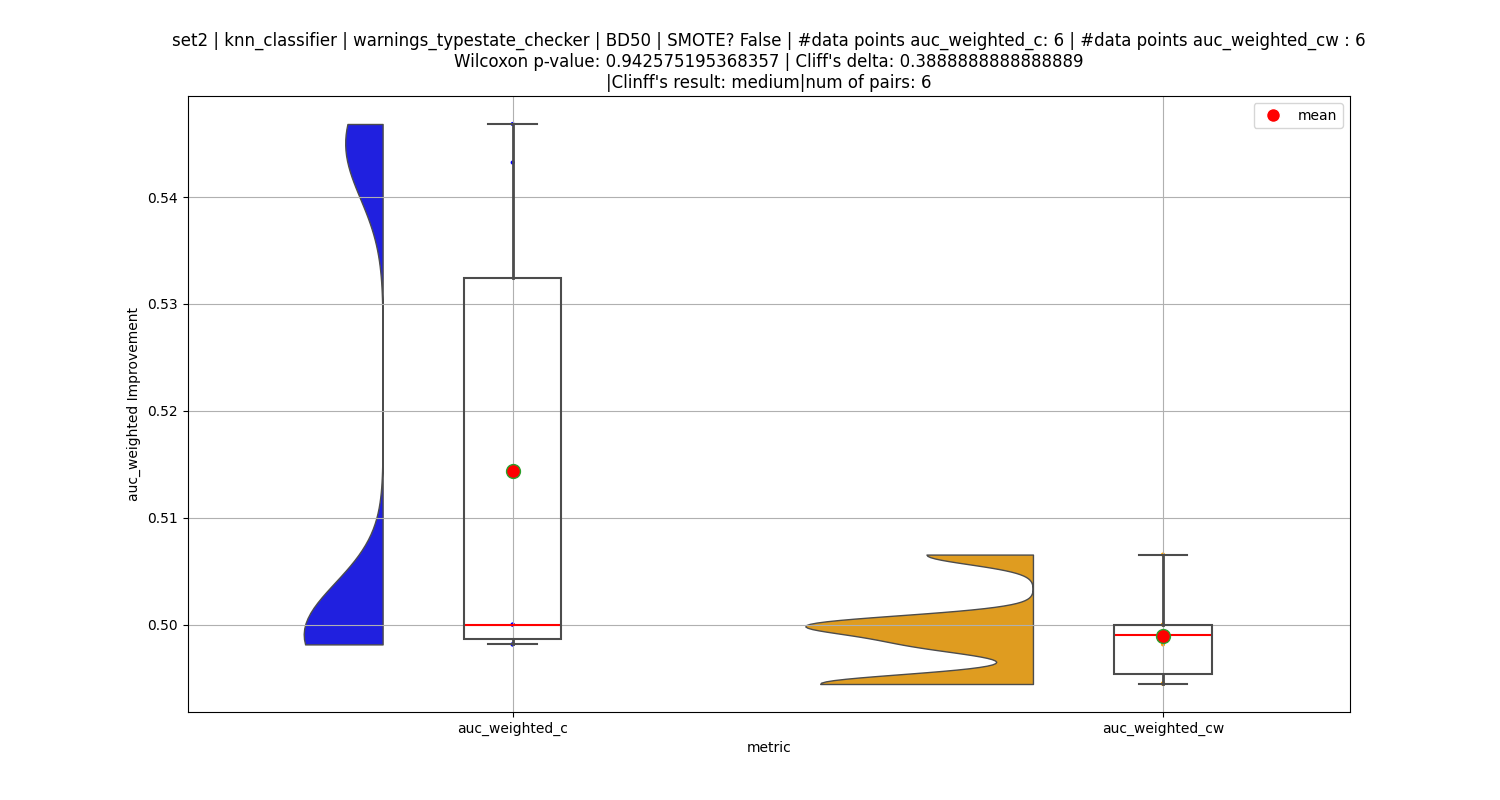 set2 | knn_classifier | warnings_typestate_checker | BD50 | SMOTE? False | #data points auc_weighted_c: 6 | #data points auc_weighted_cw : 6
Wilcoxon p-value: 0.942575195368357 | Cliff's delta: 0.3888888888888889
|Clinff's result: medium|num of pairs: 6
mean
0.54
0.53
0.52
0.51
0.50
auc_weighted Improvement
auc_weighted_c
auc_weighted_cw
metric